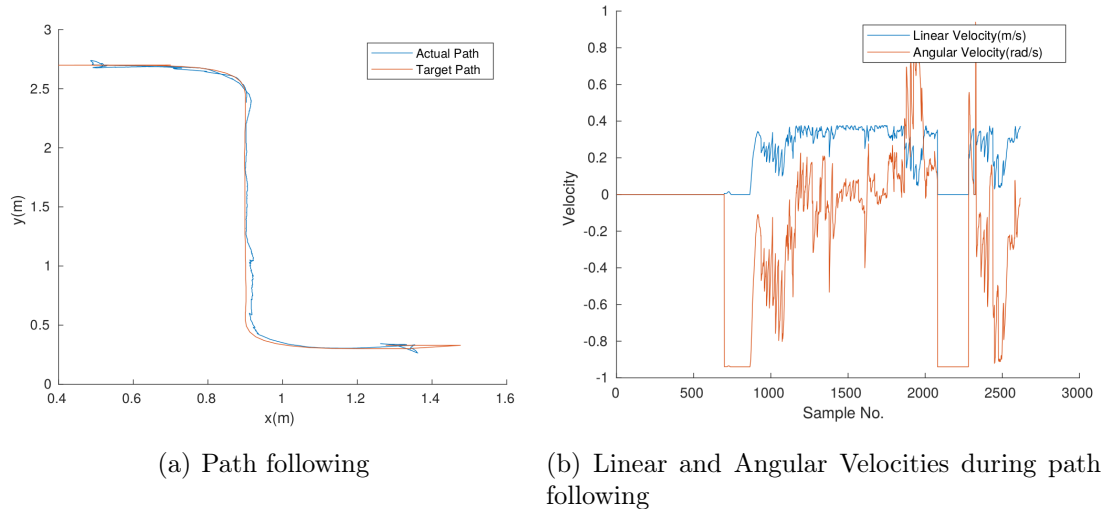 3
2.5
2
1.5
1
0.5
0
y(m)
0.4
0.6
0.8
1
1.2
1.4
1.6
x(m)
Actual Path
Target Path
(a) Path following
1
0.8
0.6
0.4
0.2
0
-0.2
-0.4
-0.6
-0.8
-1
Velocity
0
500
1000
1500
2000
2500
3000
Sample No.
Linear Velocity(m/s)
Angular Velocity(rad/s)
(b) Linear and Angular Velocities during path
following